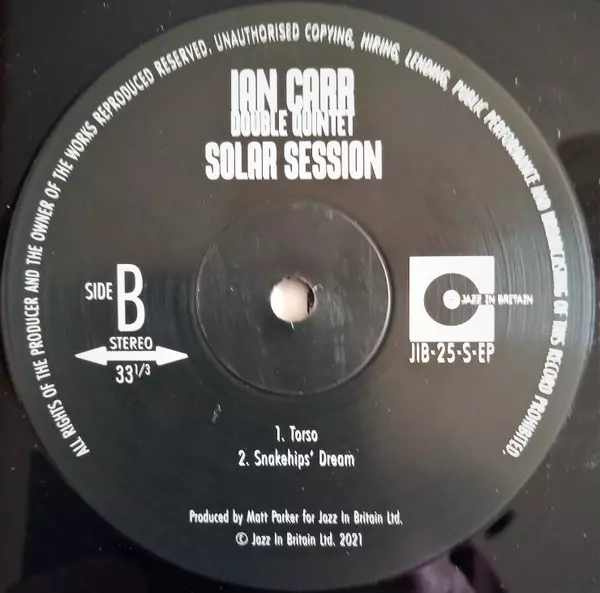 ALL RIGHTS OF THE PRODUCER AND THE OWNER OF THE WORKS REPRODUCED RESERVED. UNAUTHORISED COPYING, HIRING, LENDING, PUBLIC PERFORMANCE AND BROADCASTING OF THIS RECORD PROHIBITED.
IAN CARR
DOUBLE QUINTET
SOLAR SESSION
SIDE B
STEREO
33 1/3
JAZZ IN BRITAIN
JIB-25-S-EP
1. Torso
2. Snakehips' Dream
Produced by Matt Parker for Jazz In Britain Ltd.
© Jazz In Britain Ltd. 2021